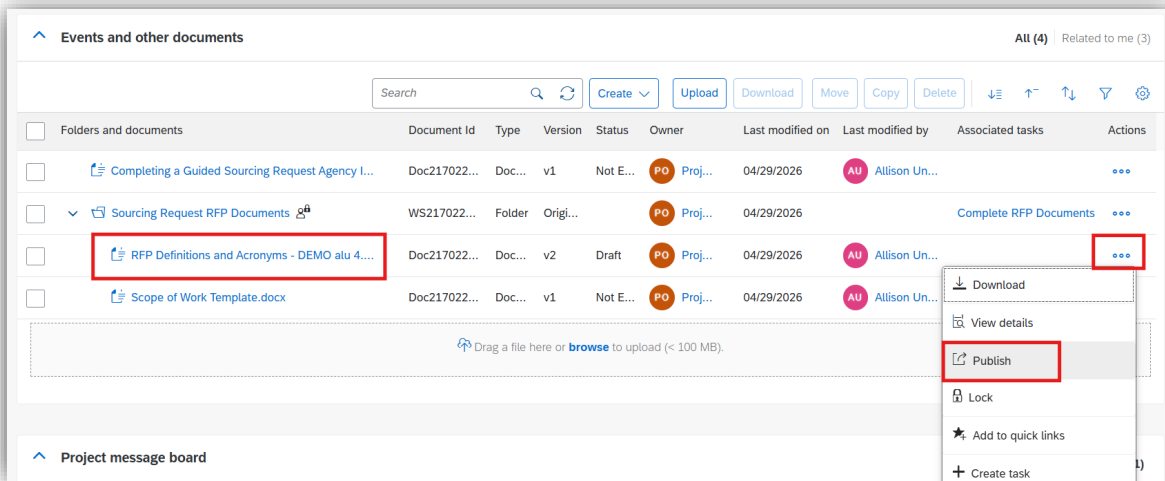 Events and other documents All (4) Related to me (3)
Search Create Upload Download Move Copy Delete
Folders and documents Document Id Type Version Status Owner Last modified on Last modified by Associated tasks Actions
Completing a Guided Sourcing Request Agency I... Doc217022... Doc... v1 Not E... PO Proj... 04/29/2026 AU Allison Un...
Sourcing Request RFP Documents WS217022... Folder Origi... PO Proj... 04/29/2026 Complete RFP Documents
RFP Definitions and Acronyms - DEMO alu 4.... Doc217022... Doc... v2 Draft PO Proj... 04/29/2026 AU Allison Un...
Scope of Work Template.docx Doc217022... Doc... v1 Not E... PO Proj... 04/29/2026 AU Allison Un...
Download
View details
Drag a file here or browse to upload (< 100 MB).
Publish
Lock
Add to quick links
Project message board 1)
Create task